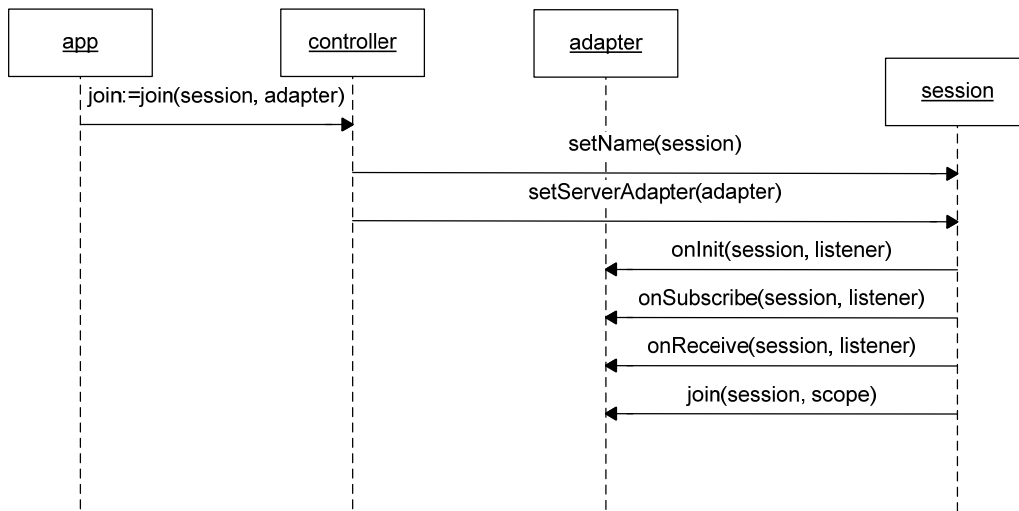 app
controller
adapter
session
join:=join(session, adapter)
setName(session)
setServerAdapter(adapter)
onInit(session, listener)
onSubscribe(session, listener)
onReceive(session, listener)
join(session, scope)